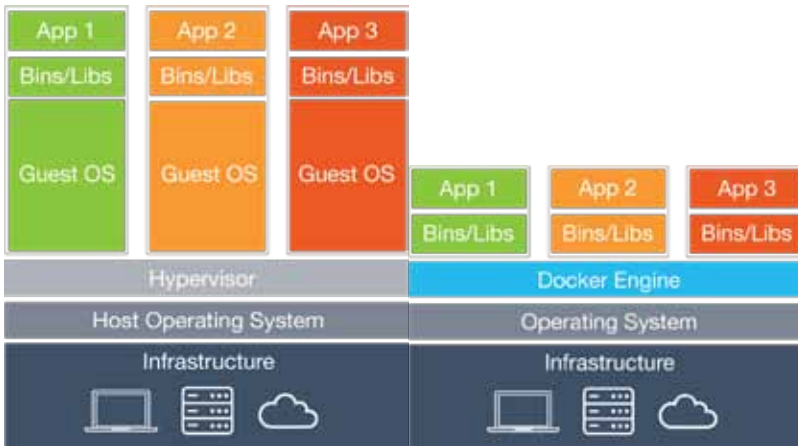 App 1
App 2
App 3
Bins/Libs
Bins/Libs
Bins/Libs
Guest OS
Guest OS
Guest OS
Hypervisor
Host Operating System
Infrastructure
App 1
App 2
App 3
Bins/Libs
Bins/Libs
Bins/Libs
Docker Engine
Operating System
Infrastructure